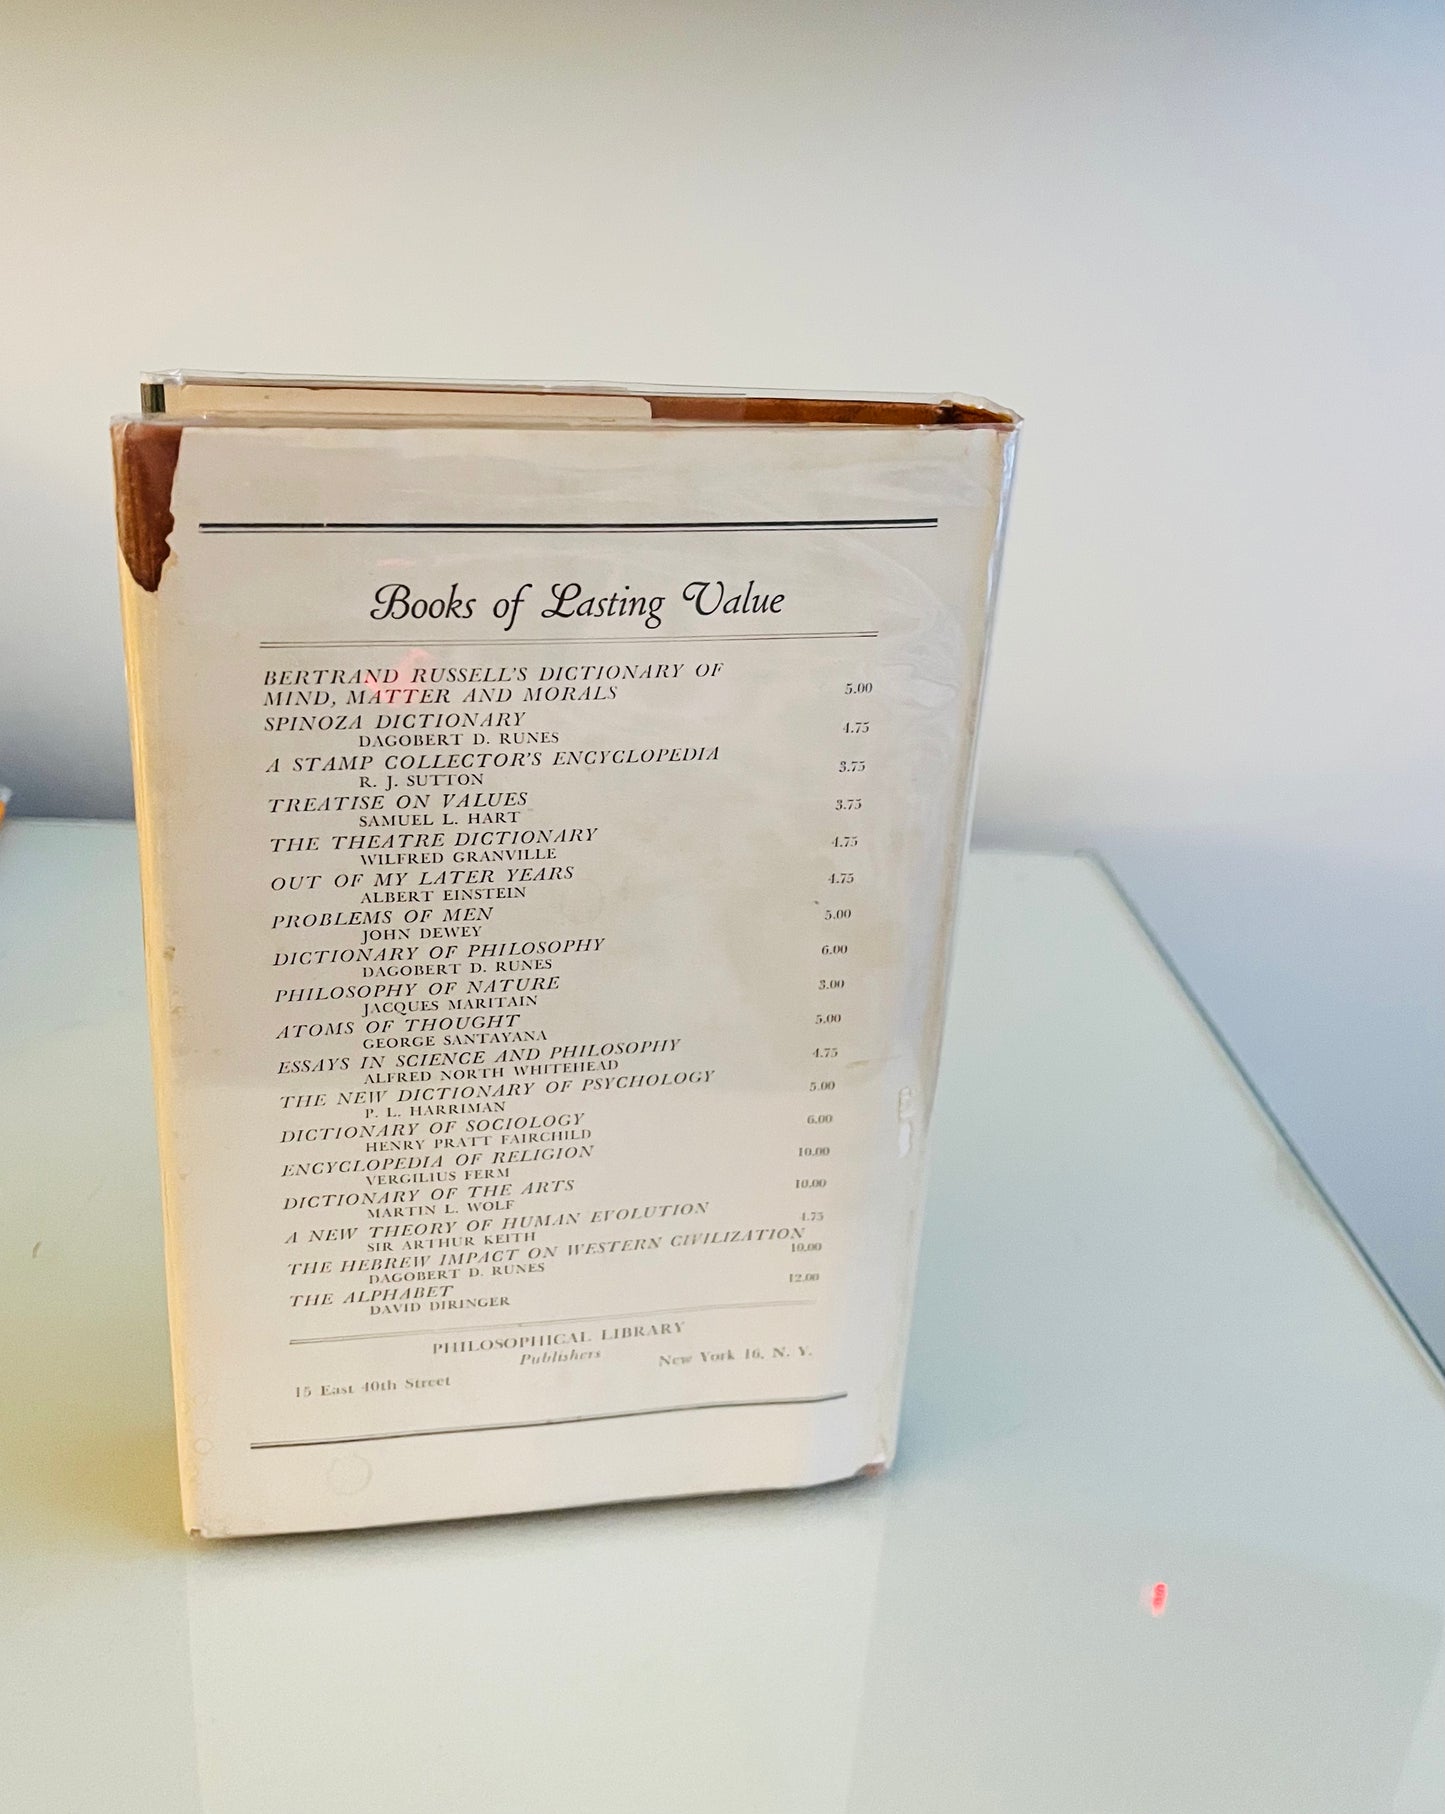 Books of Lasting Value
BERTRAND RUSSELL'S DICTIONARY OF
MIND, MATTER AND MORALS 5.00
SPINOZA DICTIONARY 4.75
DAGOBERT D. RUNES
A STAMP COLLECTOR'S ENCYCLOPEDIA 3.75
R. J. SUTTON
TREATISE ON VALUES 3.75
SAMUEL L. HART
THE THEATRE DICTIONARY 4.75
WILFRED GRANVILLE
OUT OF MY LATER YEARS 4.75
ALBERT EINSTEIN
PROBLEMS OF MEN 5.00
JOHN DEWEY
DICTIONARY OF PHILOSOPHY 6.00
DAGOBERT D. RUNES
PHILOSOPHY OF NATURE 3.00
JACQUES MARITAIN
ATOMS OF THOUGHT 5.00
GEORGE SANTAYANA
ESSAYS IN SCIENCE AND PHILOSOPHY 4.75
ALFRED NORTH WHITEHEAD
THE NEW DICTIONARY OF PSYCHOLOGY 5.00
P. L. HARRIMAN
DICTIONARY OF SOCIOLOGY 6.00
HENRY PRATT FAIRCHILD
ENCYCLOPEDIA OF RELIGION 10.00
VERGILIUS FERM
DICTIONARY OF THE ARTS 10.00
MARTIN L. WOLF
A NEW THEORY OF HUMAN EVOLUTION 4.75
SIR ARTHUR KEITH
THE HEBREW IMPACT ON WESTERN CIVILIZATION
DAGOBERT D. RUNES 10.00
THE ALPHABET 12.00
DAVID DIRINGER
PHILOSOPHICAL LIBRARY
Publishers
15 East 40th Street New York 16, N. Y.